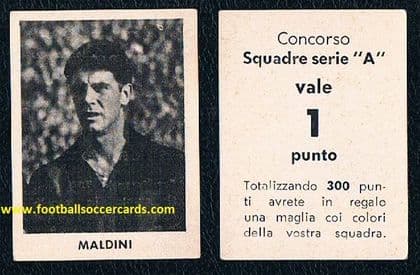 www.footballsoccercards.com
MALDINI
Concorso
Squadre serie "A"
vale
1
punto
Totalizzando 300 pun-
ti avrete in regalo
una maglia coi colori
della vostra squadra.